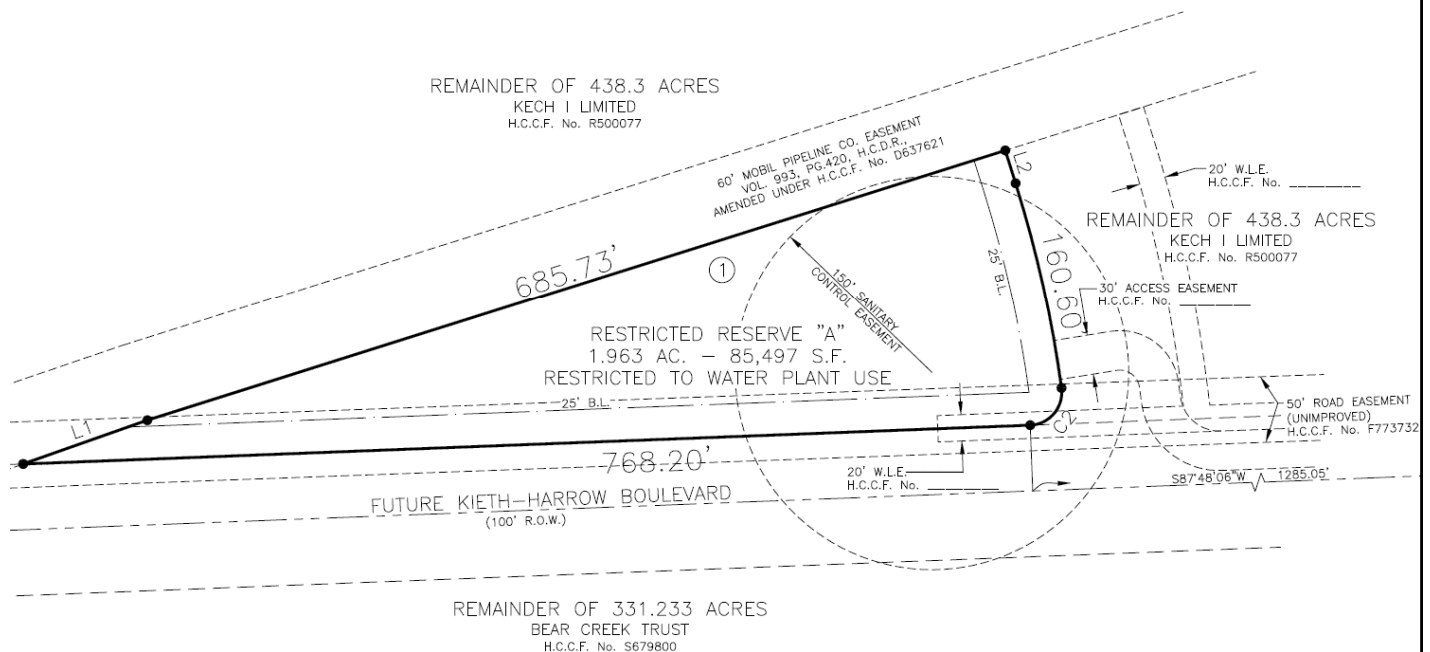 REMAINDER OF 438.3 ACRES
KECH I LIMITED
H.C.C.F. No. R500077
60' MOBIL PIPELINE CO. EASEMENT
VOL. 993, PG.420, H.C.D.R.,
AMENDED UNDER H.C.C.F. No. D637621
L2
20' W.L.E.
H.C.C.F. No. ________
REMAINDER OF 438.3 ACRES
KECH I LIMITED
H.C.C.F. No. R500077
685.73'
1
25' B.L.
160.60
150' SANITARY
CONTROL EASEMENT
30' ACCESS EASEMENT
H.C.C.F. No. ________
RESTRICTED RESERVE "A"
1.963 AC. – 85,497 S.F.
RESTRICTED TO WATER PLANT USE
25' B.L.
L1
C2
50' ROAD EASEMENT
(UNIMPROVED)
H.C.C.F. No. F773732
768.20'
20' W.L.E.
H.C.C.F. No. ________
S87°48'06"W 1285.05'
FUTURE KIETH-HARROW BOULEVARD
(100' R.O.W.)
REMAINDER OF 331.233 ACRES
BEAR CREEK TRUST
H.C.C.F. No. S679800